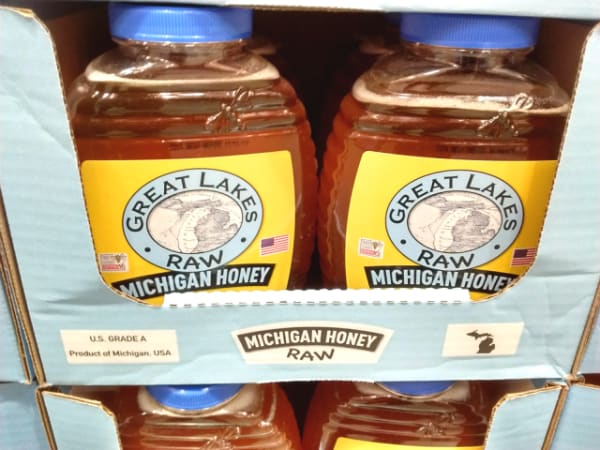 GREAT LAKES
RAW
MICHIGAN HONEY
GREAT LAKES
RAW
MICHIGAN HONEY
U.S. GRADE A
Product of Michigan, USA
MICHIGAN HONEY
RAW